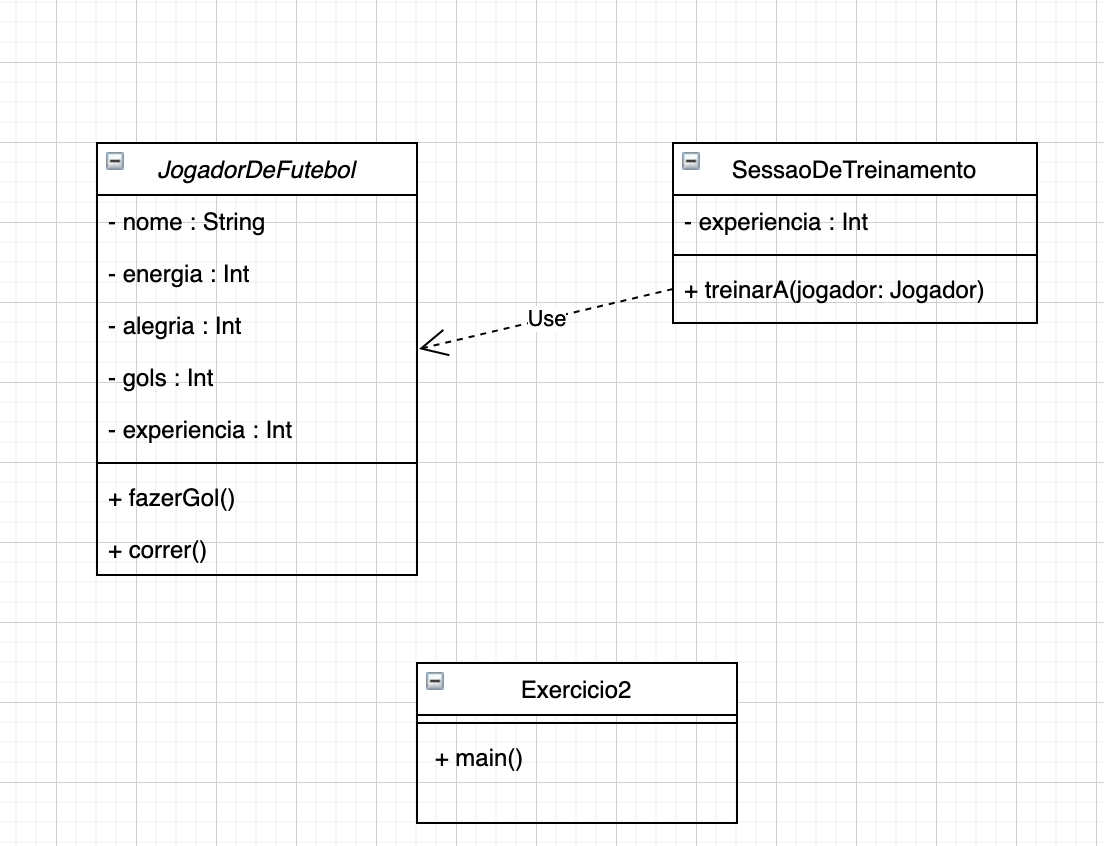 JogadorDeFutebol
- nome : String
- energia : Int
- alegria : Int
- gols : Int
- experiencia : Int
+ fazerGol()
+ correr()
Use
SessaoDeTreinamento
- experiencia : Int
+ treinarA(jogador: Jogador)
Exercicio2
+ main()